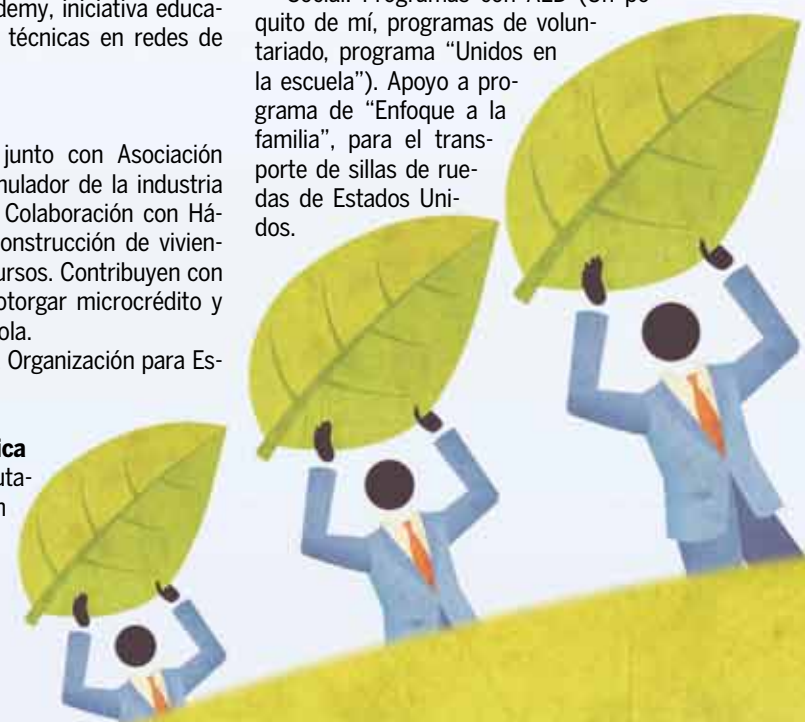 demy, iniciativa educa-
técnicas en redes de
junto con Asociación
mulador de la industria
Colaboración con Há-
onstrucción de vivien-
ursos. Contribuyen con
otorgar microcrédito y
ola.
Organización para Es-
ica
uta-
quito de mí, programas de volun-
tariado, programa “Unidos en
la escuela”). Apoyo a pro-
grama de “Enfoque a la
familia”, para el trans-
porte de sillas de rue-
das de Estados Uni-
dos.